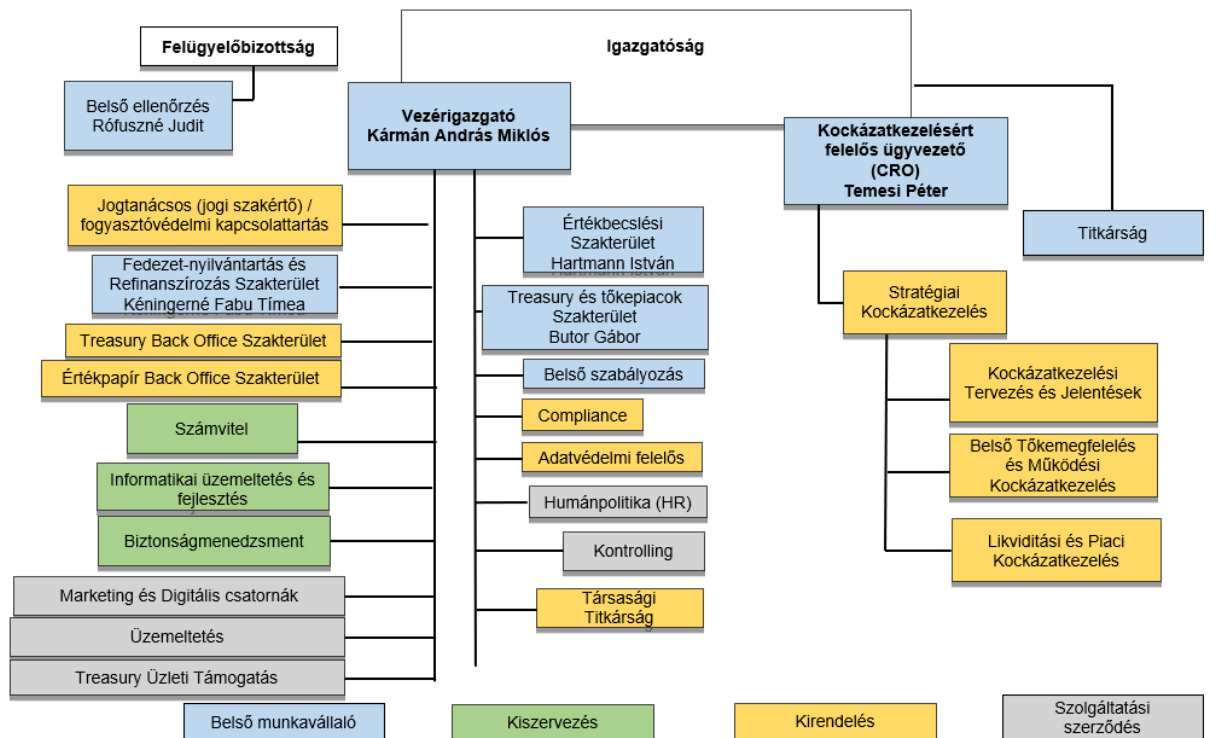 Felügyelőbizottság
Igazgatóság
Belső ellenőrzés
Rófuszné Judit
Vezérigazgató
Kármán András Miklós
Kockázatkezelésért
felelős ügyvezető
(CRO)
Temesi Péter
Titkárság
Jogtanácsos (jogi szakértő) /
fogyasztóvédelmi kapcsolattartás
Fedezet-nyilvántartás és
Refinanszírozás Szakterület
Kéningerné Fabu Tímea
Treasury Back Office Szakterület
Értékpapír Back Office Szakterület
Számvitel
Informatikai üzemeltetés és
fejlesztés
Biztonságmenedzsment
Marketing és Digitális csatornák
Üzemeltetés
Treasury Üzleti Támogatás
Értékbecslési
Szakterület
Hartmann István
Treasury és tőkepiacok
Szakterület
Butor Gábor
Belső szabályozás
Compliance
Adatvédelmi felelős
Humánpolitika (HR)
Kontrolling
Társasági
Titkárság
Stratégiai
Kockázatkezelés
Kockázatkezelési
Tervezés és Jelentések
Belső Tőkemegfelelés
és Működési
Kockázatkezelés
Likviditási és Piaci
Kockázatkezelés
Belső munkavállaló
Kiszervezés
Kirendelés
Szolgáltatási
szerződés